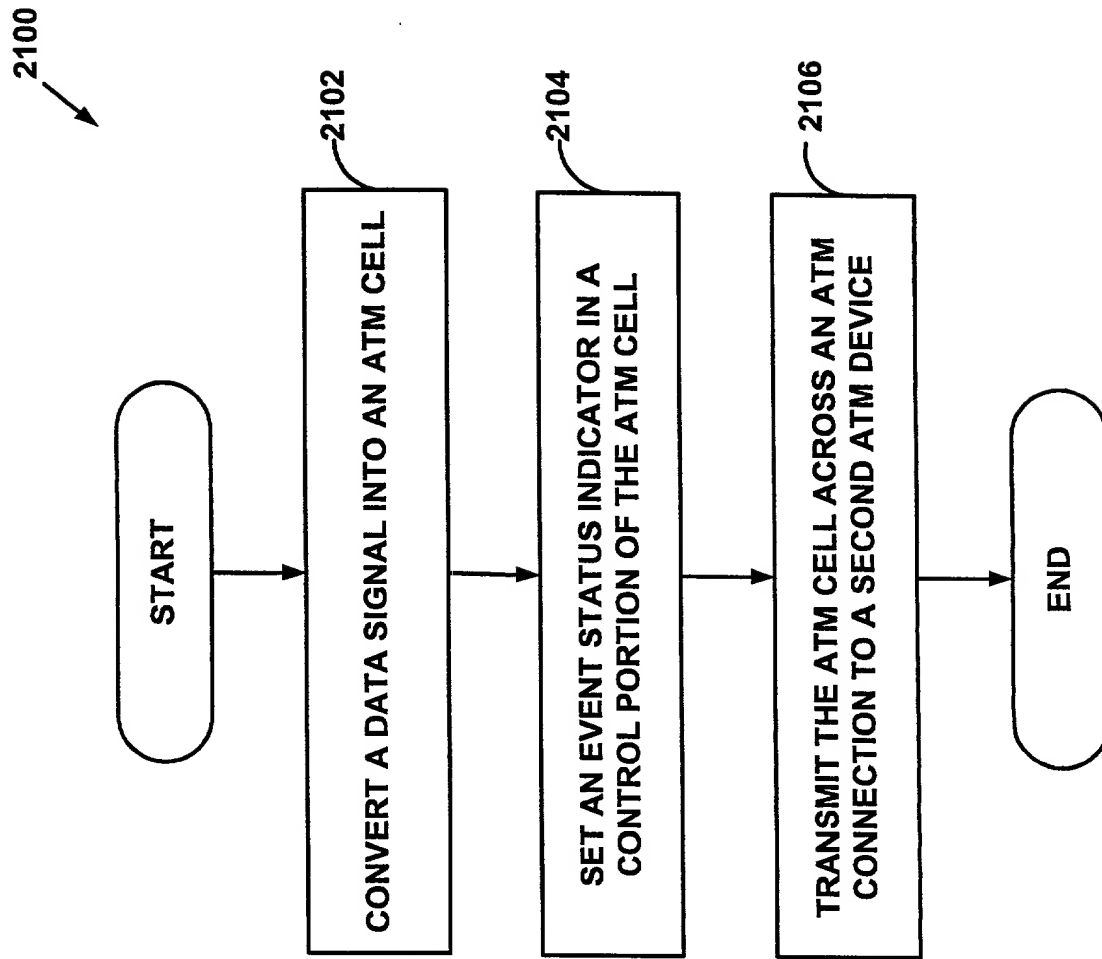 2100
START
CONVERT A DATA SIGNAL INTO AN ATM CELL
2102
SET AN EVENT STATUS INDICATOR IN A
CONTROL PORTION OF THE ATM CELL
2104
TRANSMIT THE ATM CELL ACROSS AN ATM
CONNECTION TO A SECOND ATM DEVICE
2106
END